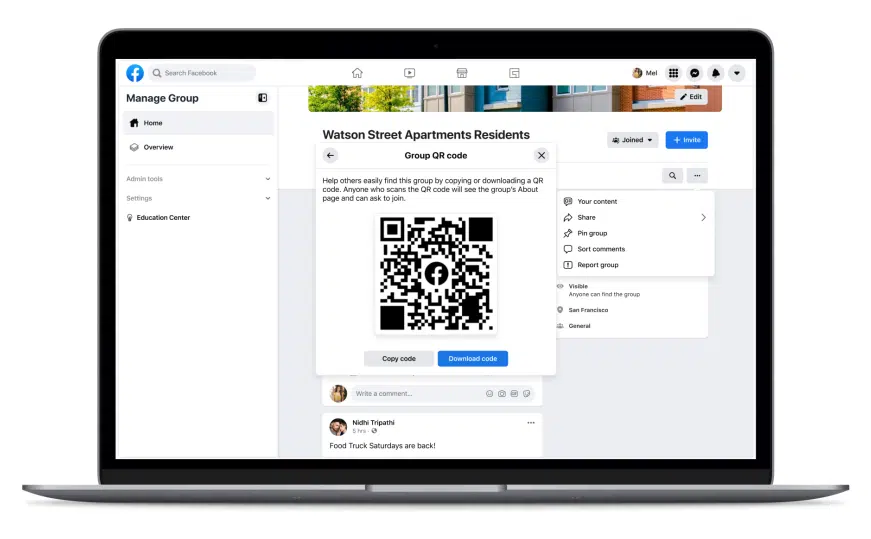 Search Facebook
Mel
Manage Group
Home
Overview
Admin tools
Settings
Education Center
Edit
Watson Street Apartments Residents
Joined
+ Invite
Group QR code
Help others easily find this group by copying or downloading a QR
code. Anyone who scans the QR code will see the group's About
page and can ask to join.
Copy code
Download code
Your content
Share
Pin group
Sort comments
Report group
Visible
Anyone can find the group
San Francisco
General
Write a comment...
Nidhi Tripathi
5 hrs ·
Food Truck Saturdays are back!